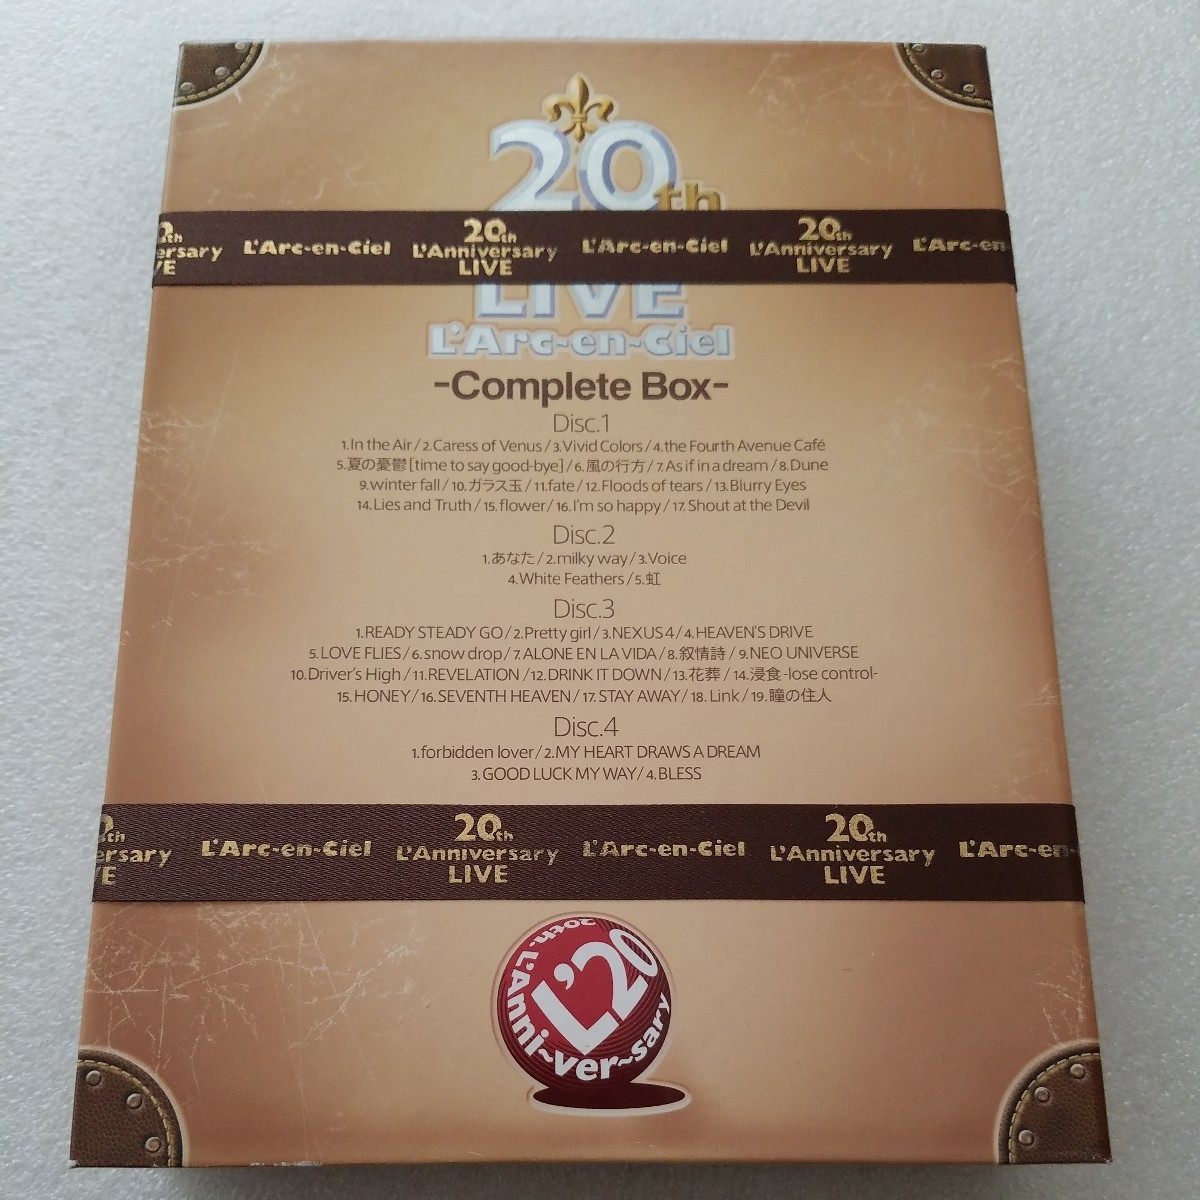 20th
20th
ersary
VE
L'Arc-en-Ciel
20th
L'Anniversary
LIVE
L'Arc-en-Ciel
20th
L'Anniversary
LIVE
L'Arc-en-
LIVE
L'Arc~en~Ciel
-Complete Box-
Disc.1
1.In the Air / 2.Caress of Venus / 3.Vivid Colors / 4.the Fourth Avenue Café
5.夏の憂鬱 [time to say good-bye] / 6.風の行方 / 7.As if in a dream / 8.Dune
9.winter fall / 10.ガラス玉 / 11.fate / 12.Floods of tears / 13.Blurry Eyes
14.Lies and Truth / 15.flower / 16.I'm so happy / 17.Shout at the Devil
Disc.2
1.あなた / 2.milky way / 3.Voice
4.White Feathers / 5.虹
Disc.3
1.READY STEADY GO / 2.Pretty girl / 3.NEXUS 4 / 4.HEAVEN'S DRIVE
5.LOVE FLIES / 6.snow drop / 7.ALONE EN LA VIDA / 8.叙情詩 / 9.NEO UNIVERSE
10.Driver's High / 11.REVELATION / 12.DRINK IT DOWN / 13.花葬 / 14.浸食 -lose control-
15.HONEY / 16.SEVENTH HEAVEN / 17.STAY AWAY / 18. Link / 19.瞳の住人
Disc.4
1.forbidden lover / 2.MY HEART DRAWS A DREAM
3.GOOD LUCK MY WAY / 4.BLESS
th
ersary
VE
L'Arc-en-Ciel
20th
L'Anniversary
LIVE
L'Arc-en-Ciel
20th
L'Anniversary
LIVE
L'Arc-en-
20th.
L'Anni~ver~sary
L'20